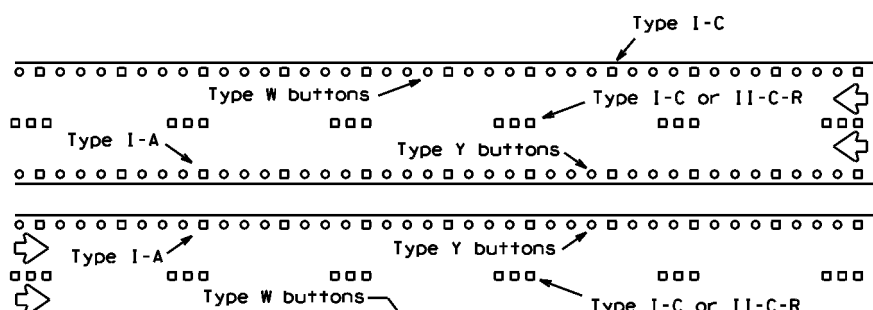 Type I-C
Type W buttons
Type I-C or II-C-R
Type I-A
Type Y buttons
Type I-A
Type Y buttons
Type W buttons
Type I-C or II-C-R